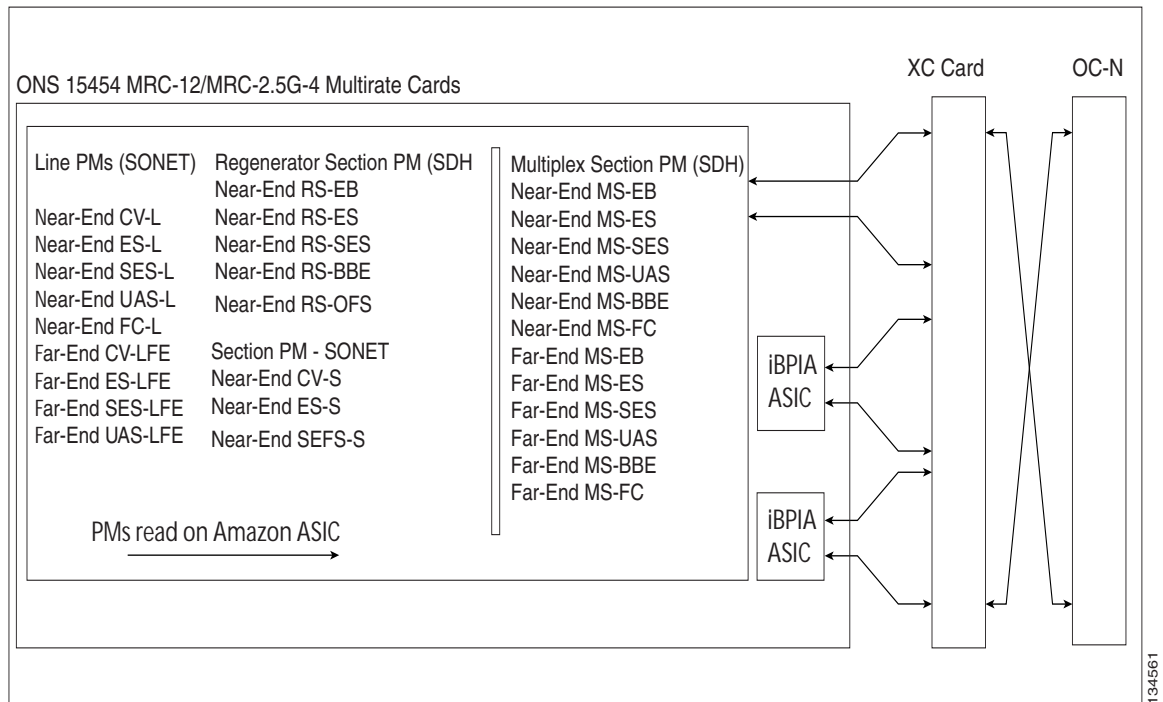 XC Card
OC-N
ONS 15454 MRC-12/MRC-2.5G-4 Multirate Cards
Line PMs (SONET)
Near-End CV-L
Near-End ES-L
Near-End SES-L
Near-End UAS-L
Near-End FC-L
Far-End CV-LFE
Far-End ES-LFE
Far-End SES-LFE
Far-End UAS-LFE
Regenerator Section PM (SDH
Near-End RS-EB
Near-End RS-ES
Near-End RS-SES
Near-End RS-BBE
Near-End RS-OFS
Section PM - SONET
Near-End CV-S
Near-End ES-S
Near-End SEFS-S
Multiplex Section PM (SDH)
Near-End MS-EB
Near-End MS-ES
Near-End MS-SES
Near-End MS-UAS
Near-End MS-BBE
Near-End MS-FC
Far-End MS-EB
Far-End MS-ES
Far-End MS-SES
Far-End MS-UAS
Far-End MS-BBE
Far-End MS-FC
PMs read on Amazon ASIC
iBPIA
ASIC
iBPIA
ASIC
134561